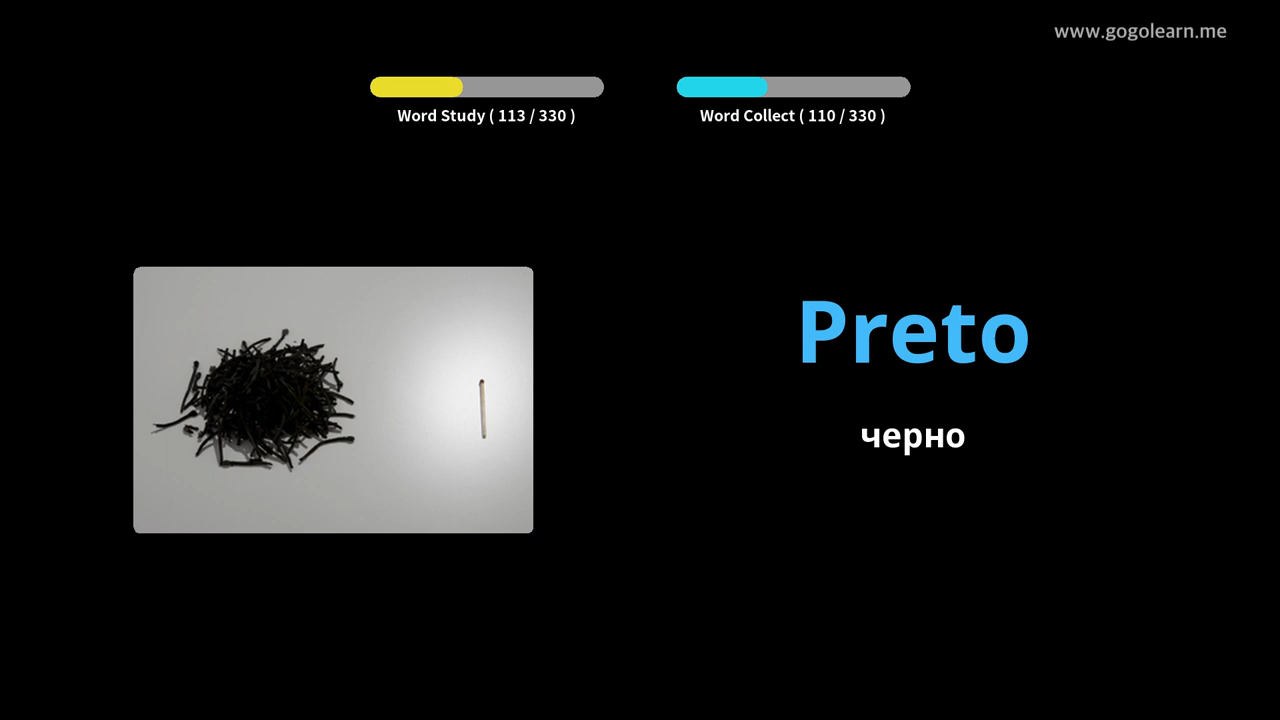 www.gogolearn.me
Word Study ( 113 / 330 )
Word Collect ( 110 / 330 )
Preto
черно